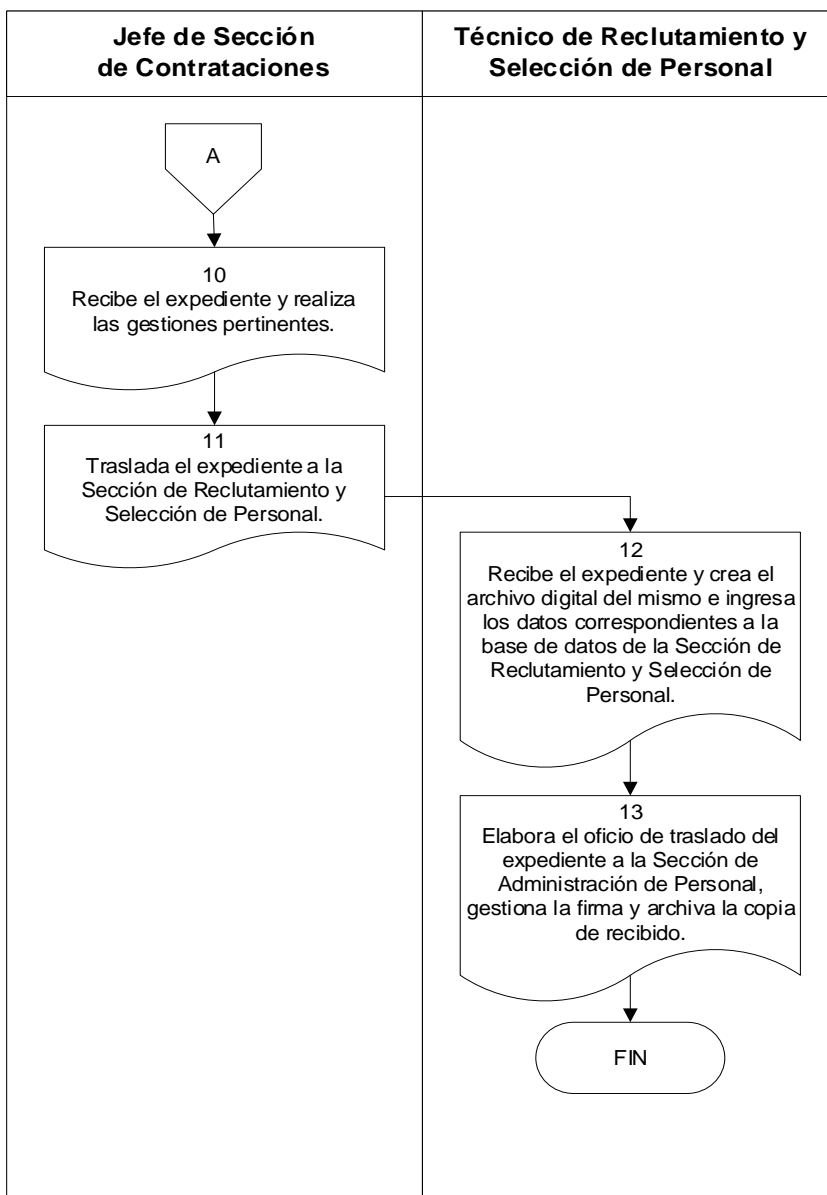 Jefe de Sección
de Contrataciones
Técnico de Reclutamiento y
Selección de Personal
A
10
Recibe el expediente y realiza
las gestiones pertinentes.
11
Traslada el expediente a la
Sección de Reclutamiento y
Selección de Personal.
12
Recibe el expediente y crea el
archivo digital del mismo e ingresa
los datos correspondientes a la
base de datos de la Sección de
Reclutamiento y Selección de
Personal.
13
Elabora el oficio de traslado del
expediente a la Sección de
Administración de Personal,
gestiona la firma y archiva la copia
de recibido.
FIN